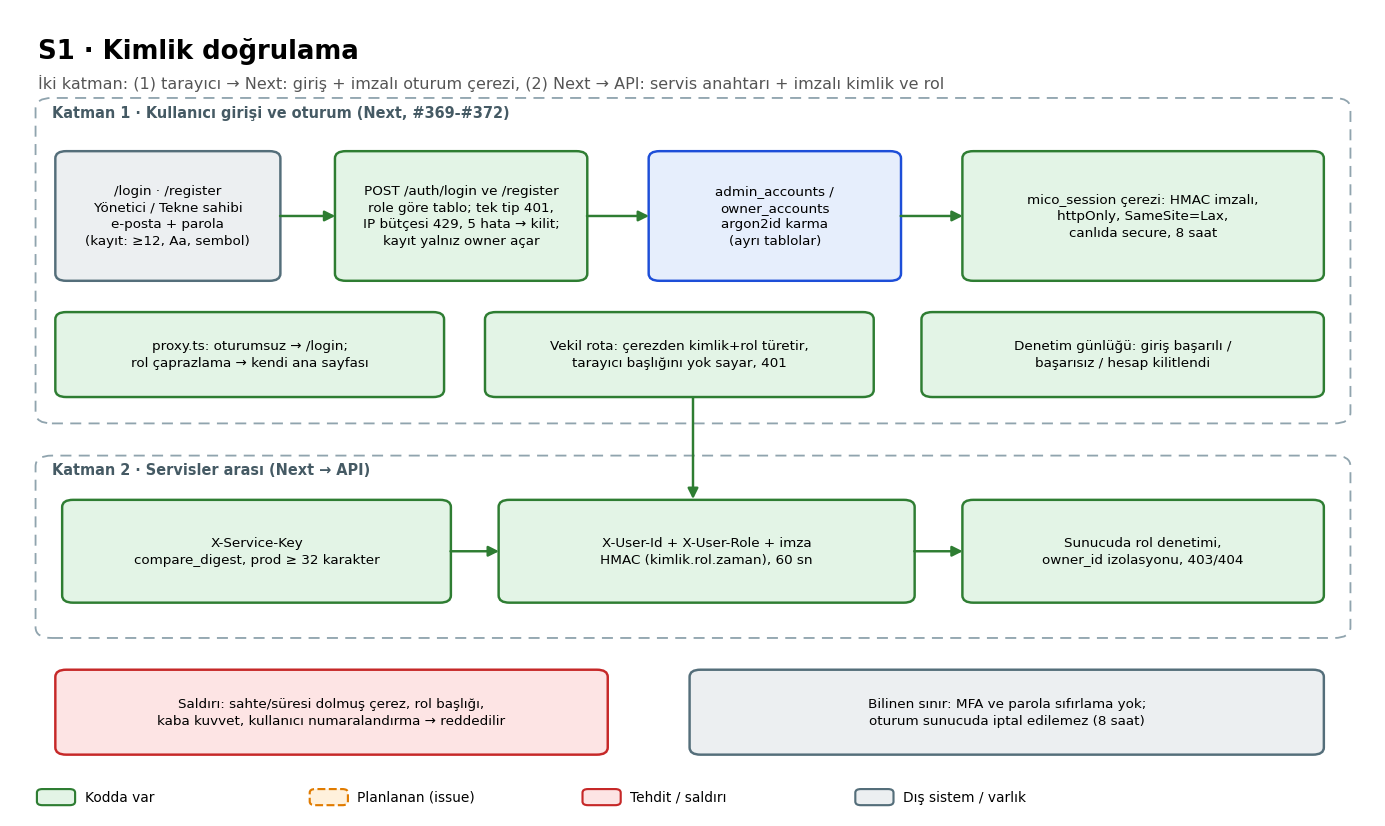 S1 · Kimlik doğrulama
İki katman: (1) tarayıcı → Next: giriş + imzalı oturum çerezi, (2) Next → API: servis anahtarı + imzalı kimlik ve rol
Katman 1 · Kullanıcı girişi ve oturum (Next, #369-#372)
/login · /register
Yönetici / Tekne sahibi
e-posta + parola
(kayıt: ≥12, Aa, sembol)
POST /auth/login ve /register
role göre tablo; tek tip 401,
IP bütçesi 429, 5 hata → kilit;
kayıt yalnız owner açar
admin_accounts /
owner_accounts
argon2id karma
(ayrı tablolar)
mico_session çerezi: HMAC imzalı,
httpOnly, SameSite=Lax,
canlıda secure, 8 saat
proxy.ts: oturumsuz → /login;
rol çaprazlama → kendi ana sayfası
Vekil rota: çerezden kimlik+rol türetir,
tarayıcı başlığını yok sayar, 401
Denetim günlüğü: giriş başarılı /
başarısız / hesap kilitlendi
Katman 2 · Servisler arası (Next → API)
X-Service-Key
compare_digest, prod ≥ 32 karakter
X-User-Id + X-User-Role + imza
HMAC (kimlik.rol.zaman), 60 sn
Sunucuda rol denetimi,
owner_id izolasyonu, 403/404
Saldırı: sahte/süresi dolmuş çerez, rol başlığı,
kaba kuvvet, kullanıcı numaralandırma → reddedilir
Bilinen sınır: MFA ve parola sıfırlama yok;
oturum sunucuda iptal edilemez (8 saat)
Kodda var
Planlanan (issue)
Tehdit / saldırı
Dış sistem / varlık